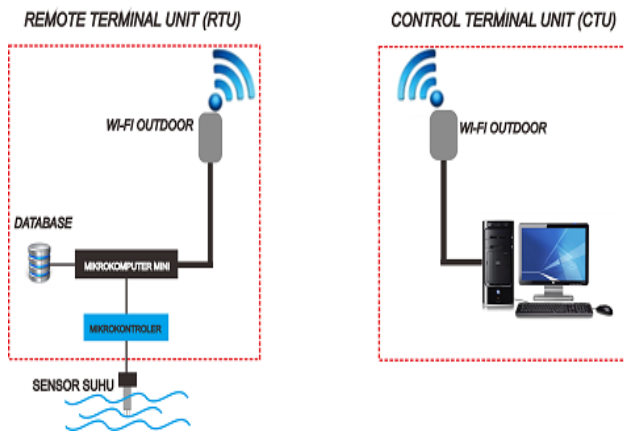 REMOTE TERMINAL UNIT (RTU)
CONTROL TERMINAL UNIT (CTU)
WI-FI OUTDOOR
WI-FI OUTDOOR
DATABASE
MIKROKOMPUTER MINI
MIKROKONTROLER
SENSOR SUHU